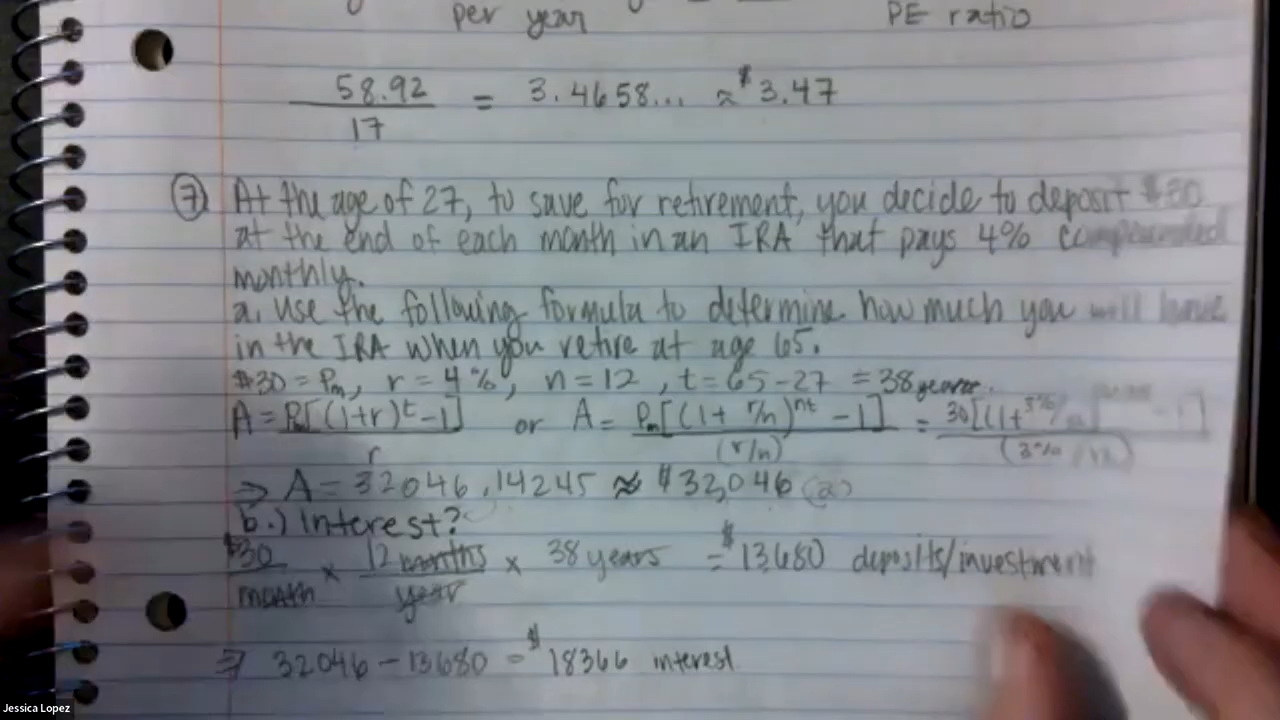 per year PE ratio
58.92 / 17 = 3.4658... ≈ $3.47
⑦ At the age of 27, to save for retirement, you decide to deposit $30
at the end of each month in an IRA that pays 4% compounded
monthly.
a. Use the following formula to determine how much you will have
in the IRA when you retire at age 65.
$30 = Pm, r = 4%, n = 12, t = 65-27 = 38 years.
A = Pm[(1+r)^t -1] / r or A = Pm[(1+ r/n)^nt -1] / (r/n) =
⇒ A = 32046.14245 ≈ $32,046 (a)
b.) Interest?
$30/month × 12 months/year × 38 years = $13,680 deposits/investment
⇒ 32046 - 13680 = $18366 interest
Jessica Lopez